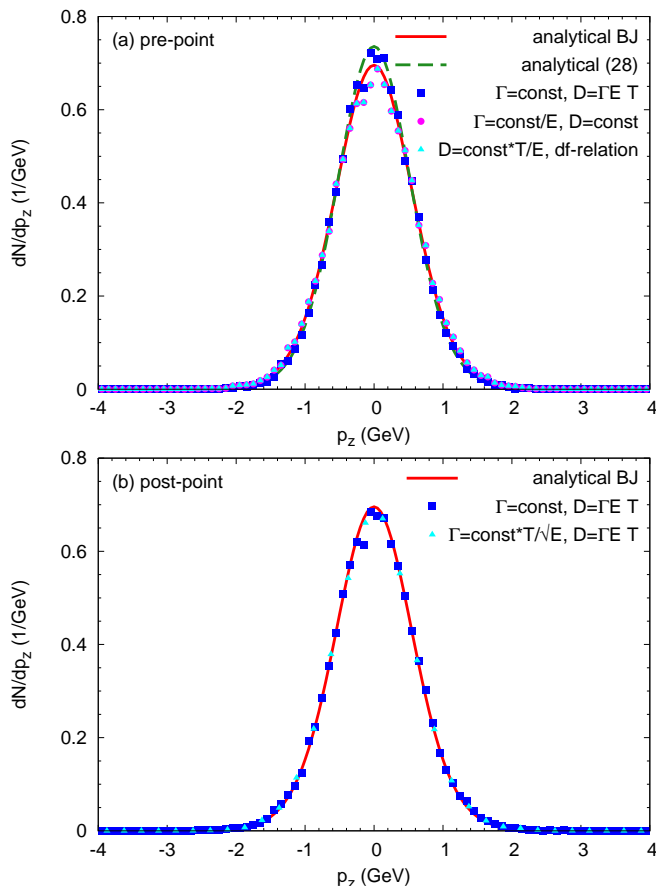 (a) pre-point
analytical BJ
analytical (28)
Γ=const, D=ΓE T
Γ=const/E, D=const
D=const*T/E, df-relation
dN/dp_z (1/GeV)
0.8
0.6
0.4
0.2
0
-4 -3 -2 -1 0 1 2 3 4
p_z (GeV)
(b) post-point
analytical BJ
Γ=const, D=ΓE T
Γ=const*T/√E, D=ΓE T
dN/dp_z (1/GeV)
0.8
0.6
0.4
0.2
0
-4 -3 -2 -1 0 1 2 3 4
p_z (GeV)